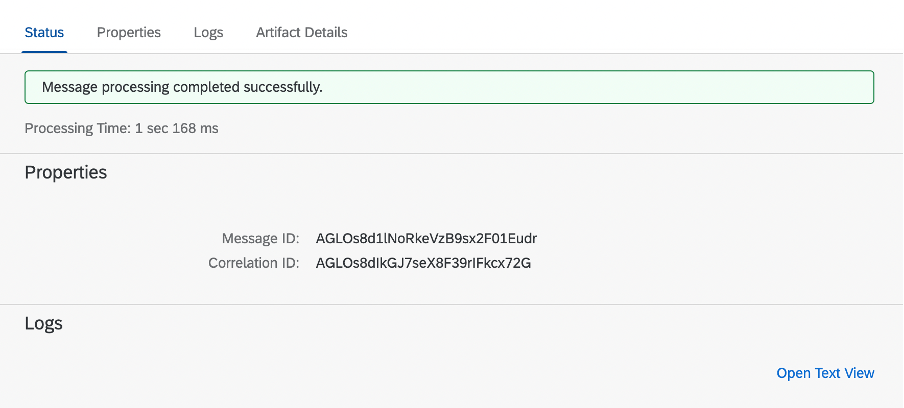 Status Properties Logs Artifact Details
Message processing completed successfully.
Processing Time: 1 sec 168 ms
Properties
Message ID: AGLOs8d1lNoRkeVzB9sx2F01Eudr
Correlation ID: AGLOs8dIkGJ7seX8F39rIFkcx72G
Logs
Open Text View